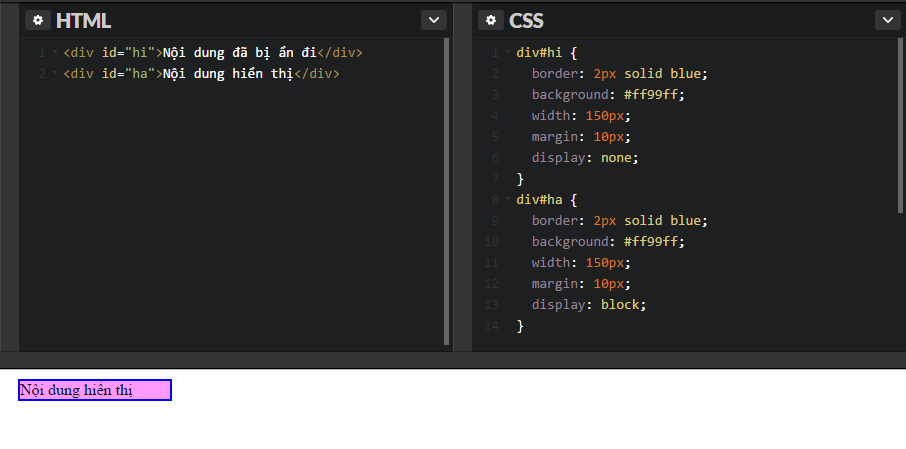 HTML
1 <div id="hi">Nội dung đã bị ẩn đi</div>
2 <div id="ha">Nội dung hiển thị</div>
CSS
1 div#hi {
2 border: 2px solid blue;
3 background: #ff99ff;
4 width: 150px;
5 margin: 10px;
6 display: none;
7 }
8 div#ha {
9 border: 2px solid blue;
10 background: #ff99ff;
11 width: 150px;
12 margin: 10px;
13 display: block;
14 }
Nội dung hiển thị